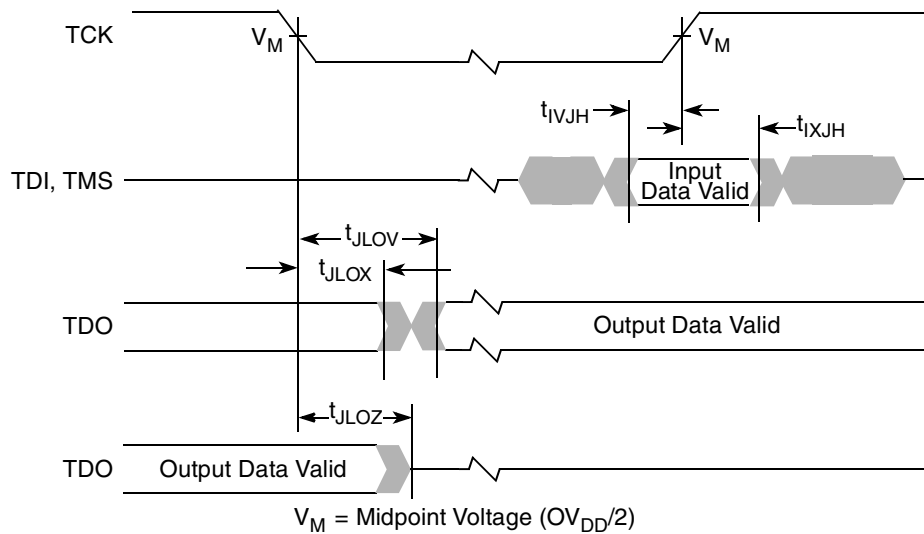 TCK
V_M
V_M
t_IVJH
t_IXJH
TDI, TMS
Input
Data Valid
t_JLOV
t_JLOX
TDO
Output Data Valid
t_JLOZ
TDO
Output Data Valid
V_M = Midpoint Voltage (OV_DD/2)